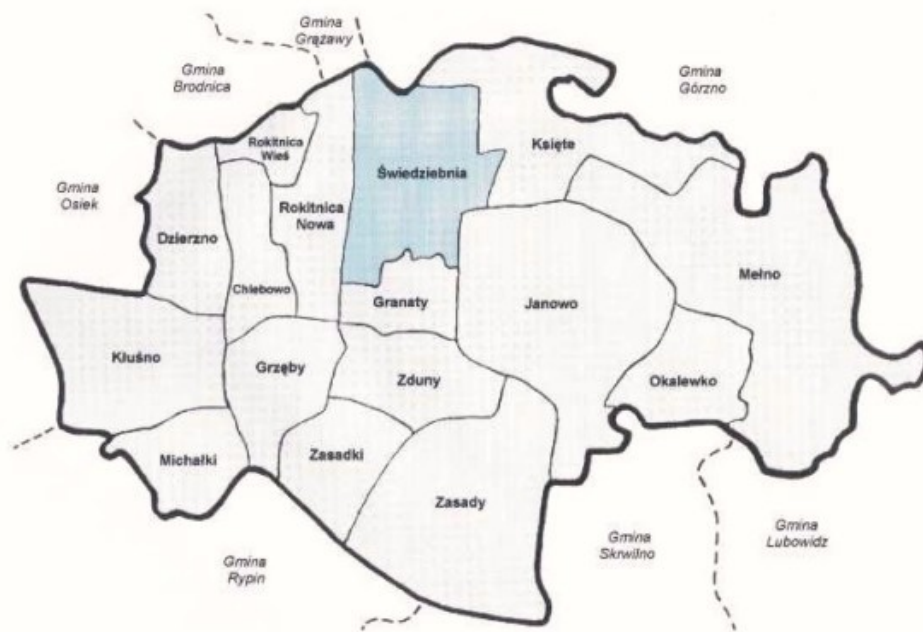 Gmina
Grążawy
Gmina
Brodnica
Gmina
Górzno
Rokitnica
Wieś
Księte
Świedziebnia
Gmina
Osiek
Rokitnica
Nowa
Dzierzno
Mełno
Chlebowo
Granaty
Janowo
Kłuśno
Grzęby
Zduny
Okalewko
Michałki
Zasadki
Zasady
Gmina
Skrwilno
Gmina
Lubowidz
Gmina
Rypin